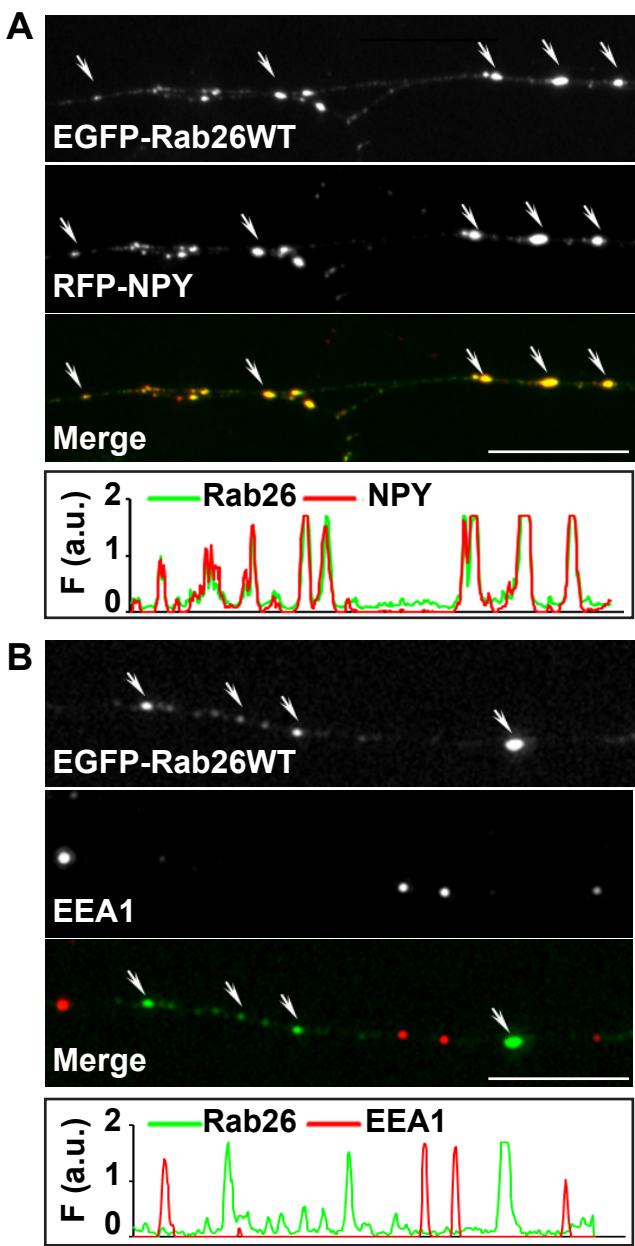 A
EGFP-Rab26WT
RFP-NPY
Merge
F (a.u.)
2
1
0
Rab26
NPY
B
EGFP-Rab26WT
EEA1
Merge
F (a.u.)
2
1
0
Rab26
EEA1